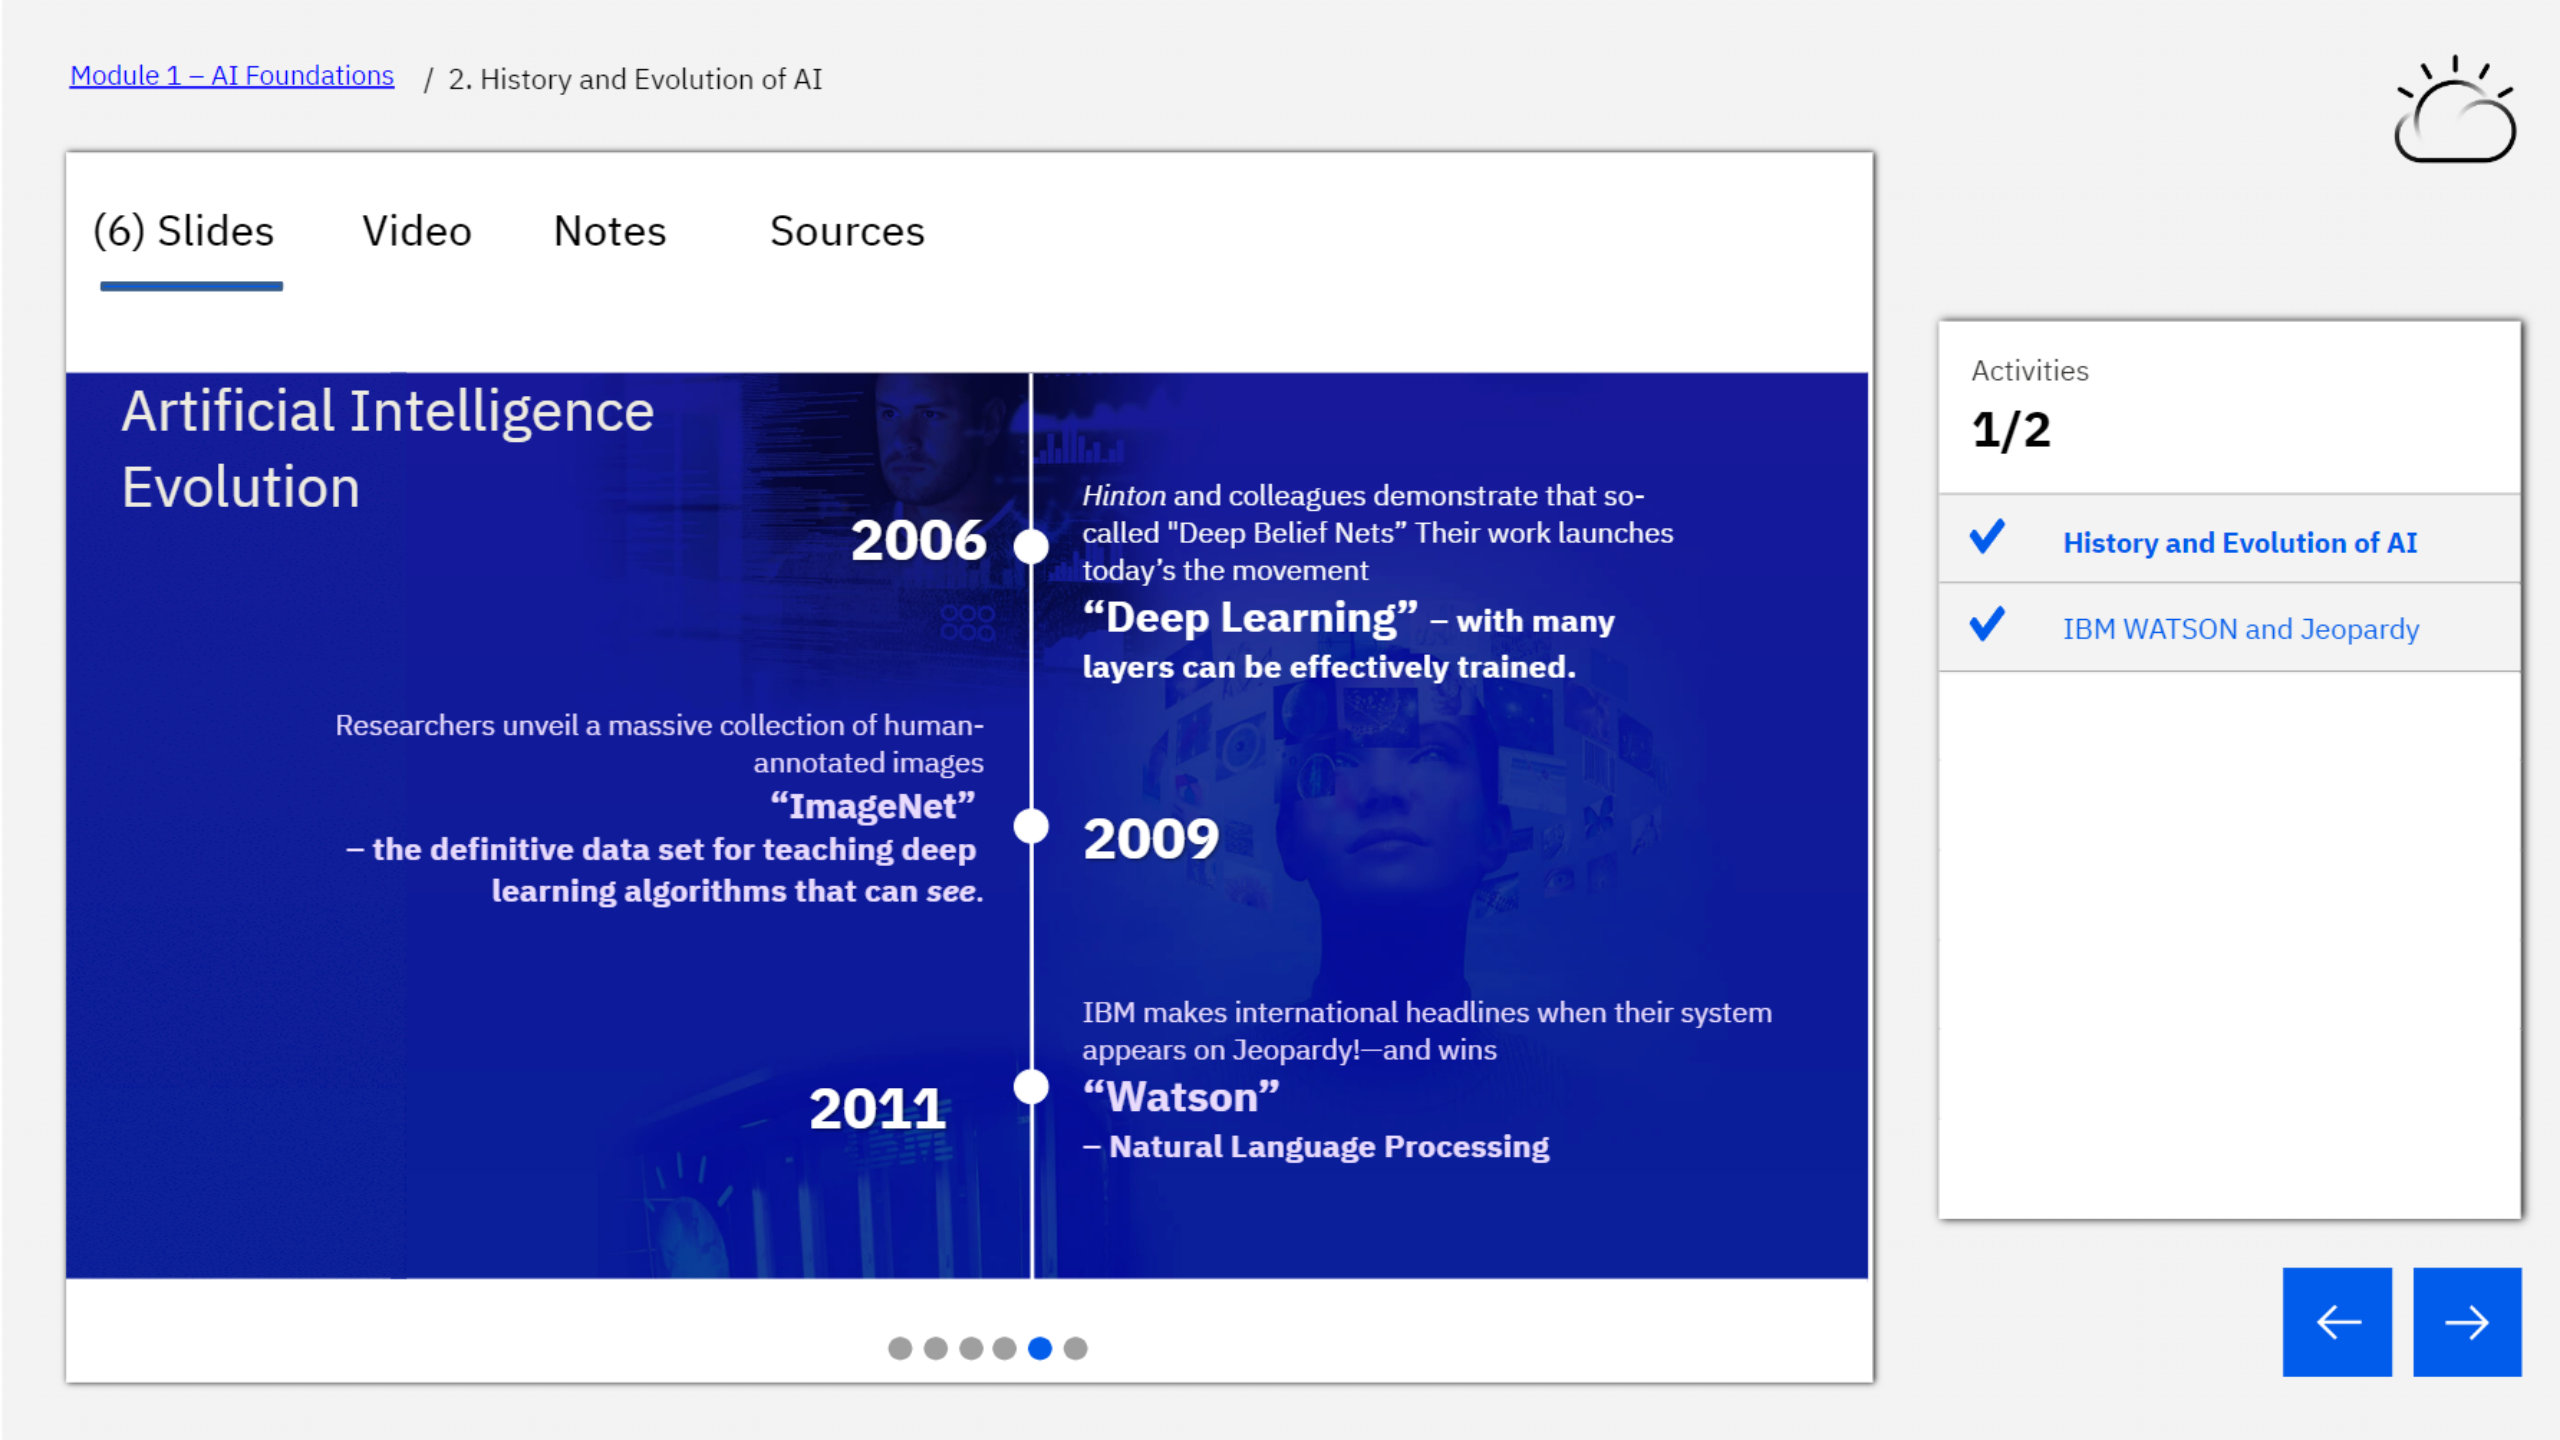 Module 1 – AI Foundations / 2. History and Evolution of AI
(6) Slides Video Notes Sources
Artificial Intelligence
Evolution
2006
Hinton and colleagues demonstrate that so-
called "Deep Belief Nets” Their work launches
today’s the movement
“Deep Learning” – with many
layers can be effectively trained.
Researchers unveil a massive collection of human-
annotated images
“ImageNet”
– the definitive data set for teaching deep
learning algorithms that can see.
2009
2011
IBM makes international headlines when their system
appears on Jeopardy!—and wins
“Watson”
– Natural Language Processing
Activities
1/2
History and Evolution of AI
IBM WATSON and Jeopardy